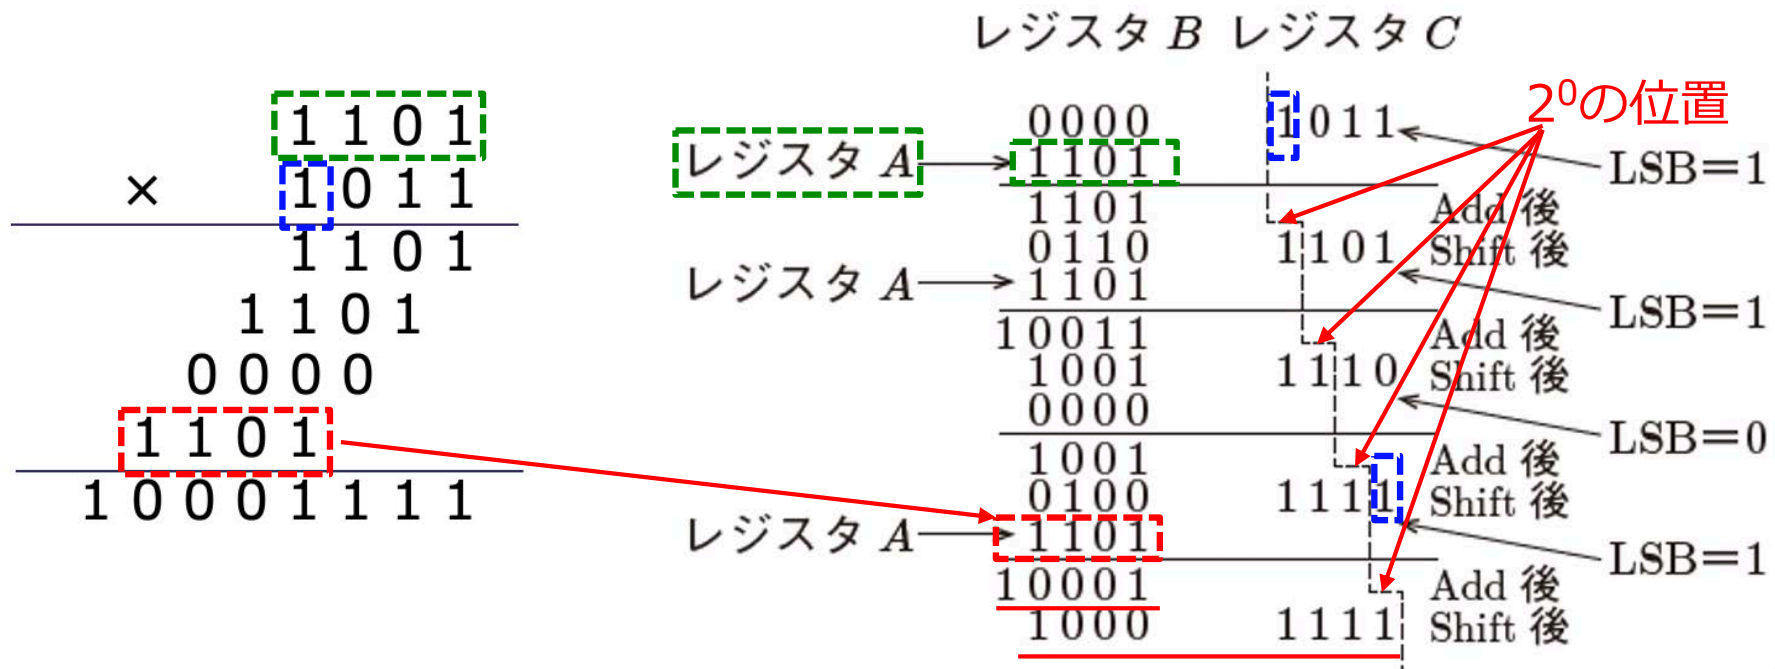 1 1 0 1
× 1 0 1 1
1 1 0 1
1 1 0 1
0 0 0 0
1 1 0 1
1 0 0 0 1 1 1 1
レジスタ B レジスタ C
2⁰の位置
0000 1011
レジスタ A 1101 LSB=1
1101 Add 後
0110 1101 Shift 後
レジスタ A 1101 LSB=1
10011 Add 後
1001 1110 Shift 後
0000 LSB=0
1001 Add 後
0100 1111 Shift 後
レジスタ A 1101 LSB=1
10001 Add 後
1000 1111 Shift 後